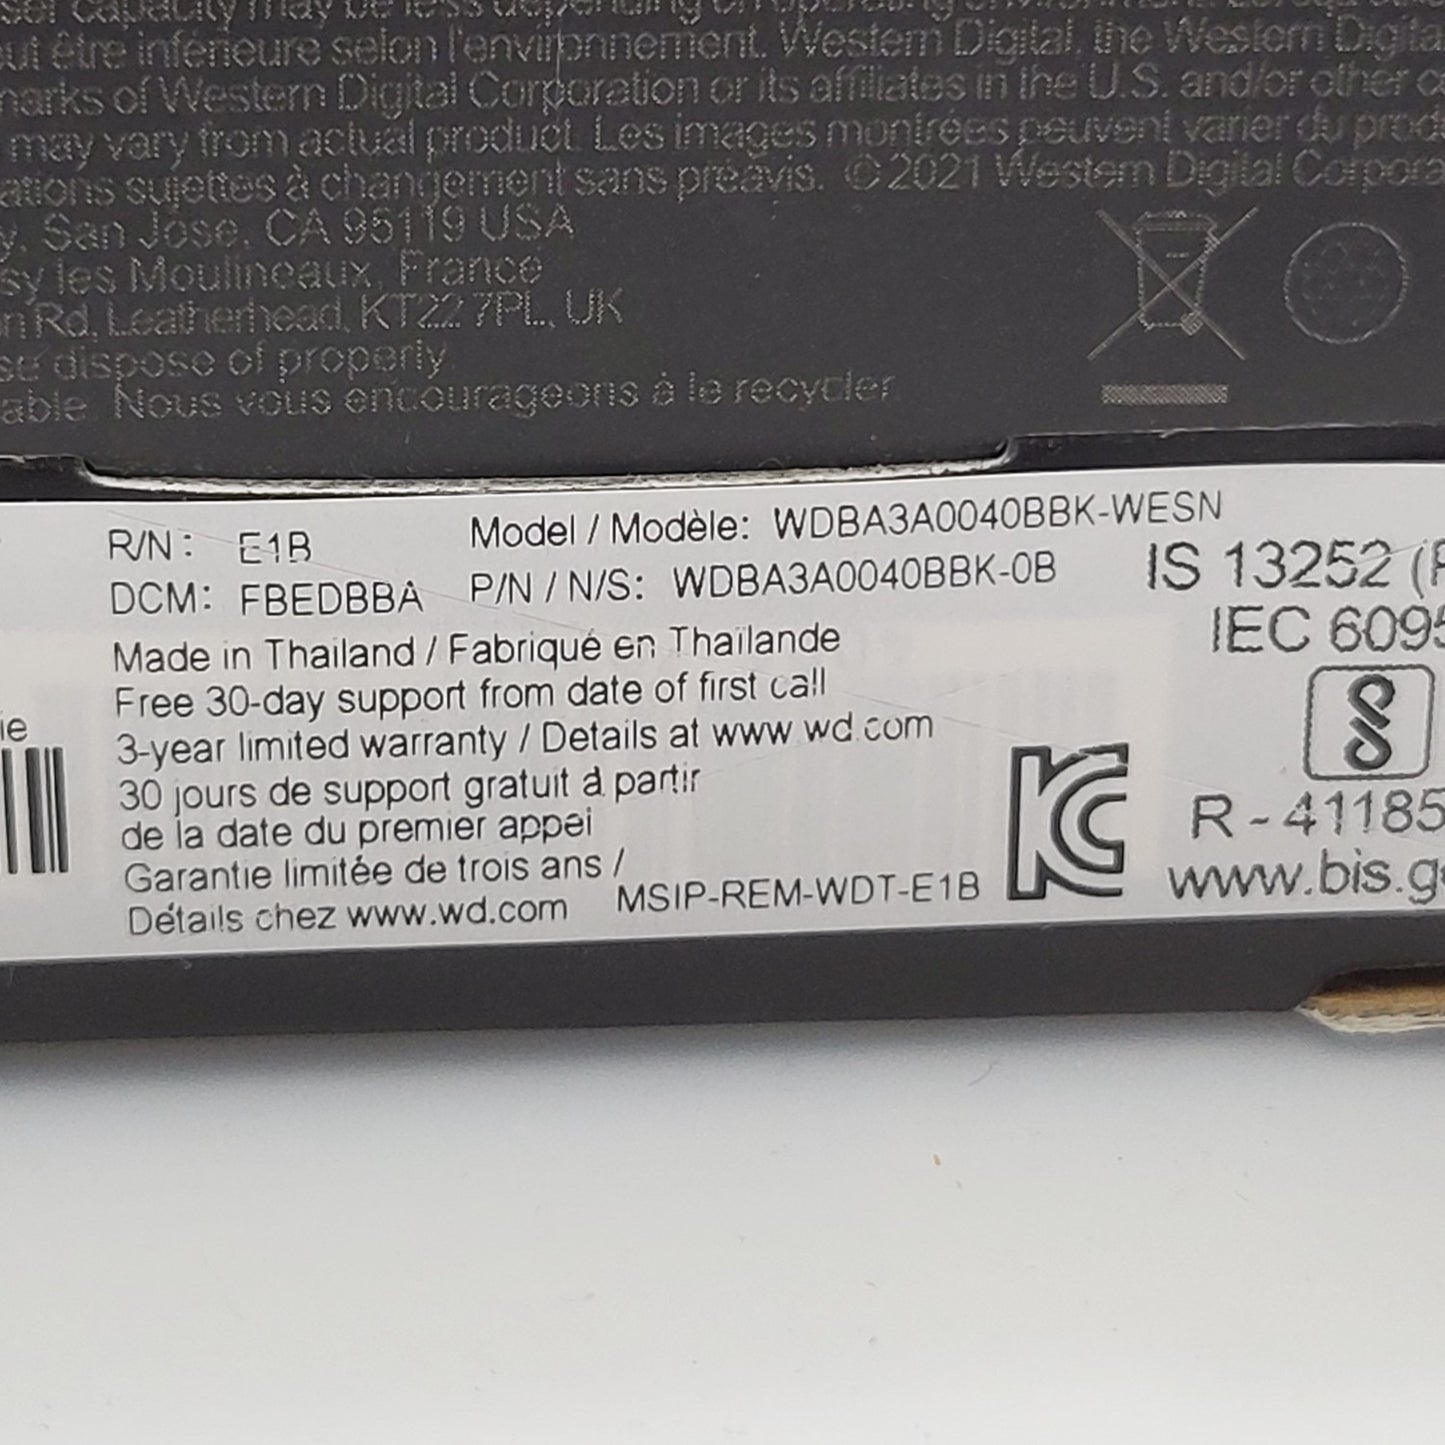 ser capacity may be less depending on operating environment.
out être inférieure selon l'environnement. Western Digital, the Western Digital
marks of Western Digital Corporation or its affiliates in the U.S. and/or other
may vary from actual product. Les images montrées peuvent varier du
ations sujettes à changement sans préavis. ©2021 Western Digital
y, San Jose, CA 95119 USA
sy les Moulineaux, France
n Rd, Leatherhead, KT22 7PL, UK
se dispose of properly.
able. Nous vous encourageons à le recycler.
R/N: E1B Model / Modèle: WDBA3A0040BBK-WESN
DCM: FBEDBBA P/N / N/S: WDBA3A0040BBK-0B
IS 13252 (P
IEC 6095
Made in Thailand / Fabriqué en Thaïlande
Free 30-day support from date of first call
3-year limited warranty / Details at www.wd.com
30 jours de support gratuit à partir
de la date du premier appel
Garantie limitée de trois ans /
Détails chez www.wd.com
MSIP-REM-WDT-E1B
ie
R - 41185
www.bis.g